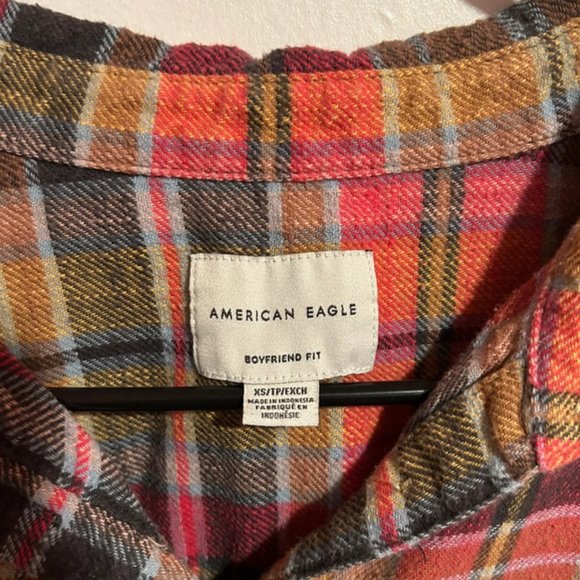 AMERICAN EAGLE
BOYFRIEND FIT
XS/TP/EXCH
MADE IN INDONESIA
FABRIQUÉ EN
INDONÉSIE